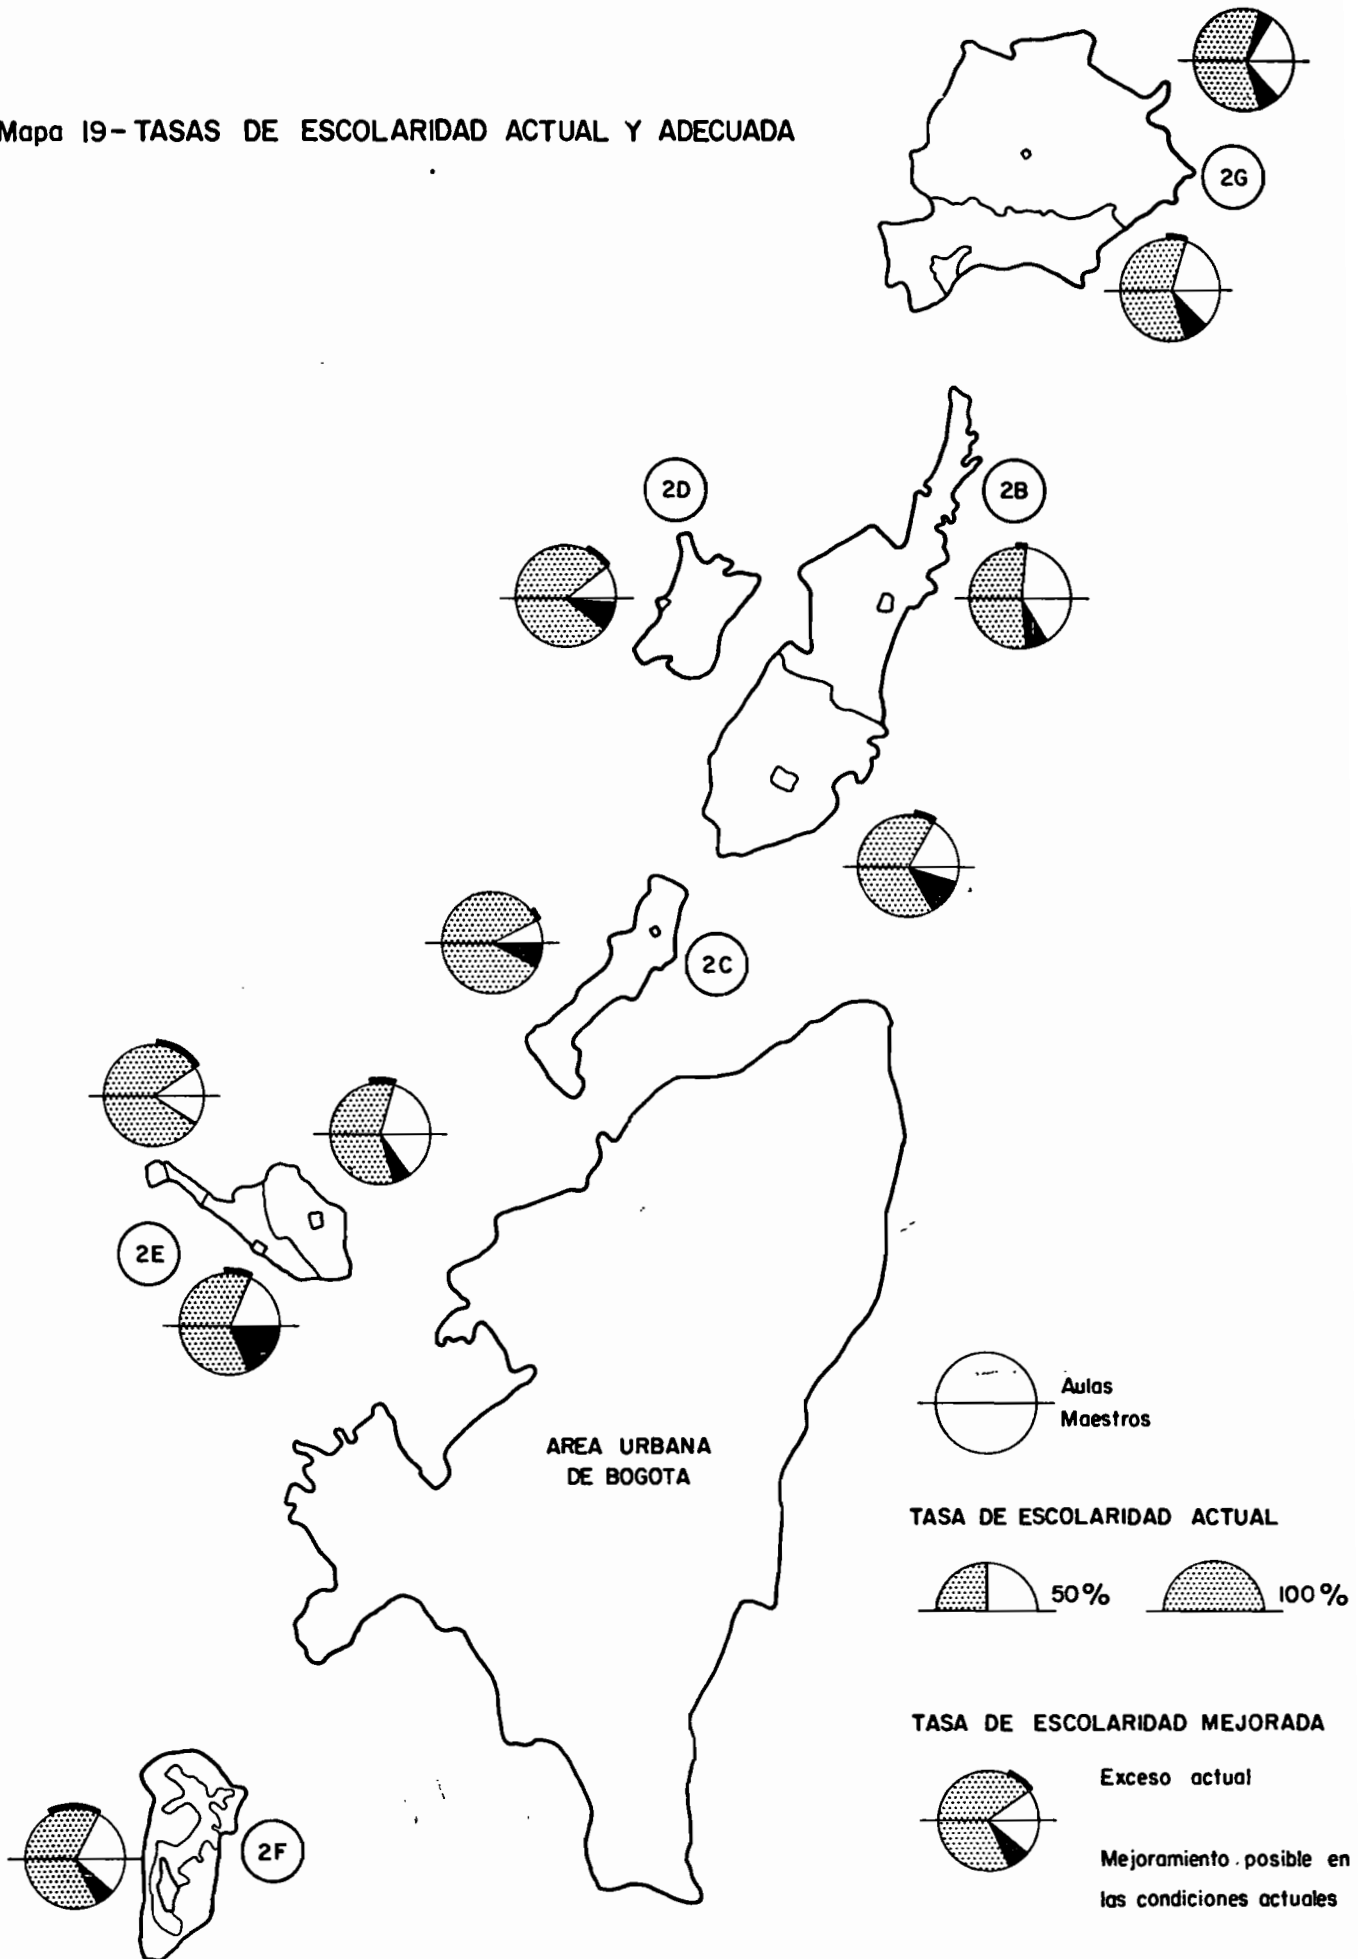 Mapa 19-TASAS DE ESCOLARIDAD ACTUAL Y ADECUADA
2G
2D
2B
2C
2E
AREA URBANA
DE BOGOTA
Aulas
Maestros
TASA DE ESCOLARIDAD ACTUAL
50%
100%
TASA DE ESCOLARIDAD MEJORADA
Exceso actual
2F
Mejoramiento posible en
las condiciones actuales